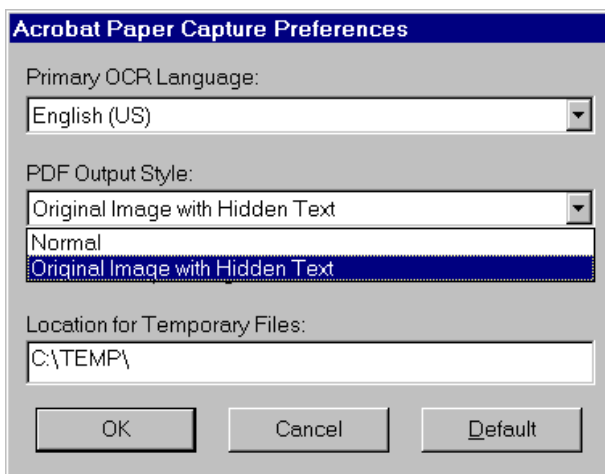 Acrobat Paper Capture Preferences
Primary OCR Language:
English (US)
PDF Output Style:
Original Image with Hidden Text
Normal
Original Image with Hidden Text
Location for Temporary Files:
C:\TEMP\
OK Cancel Default